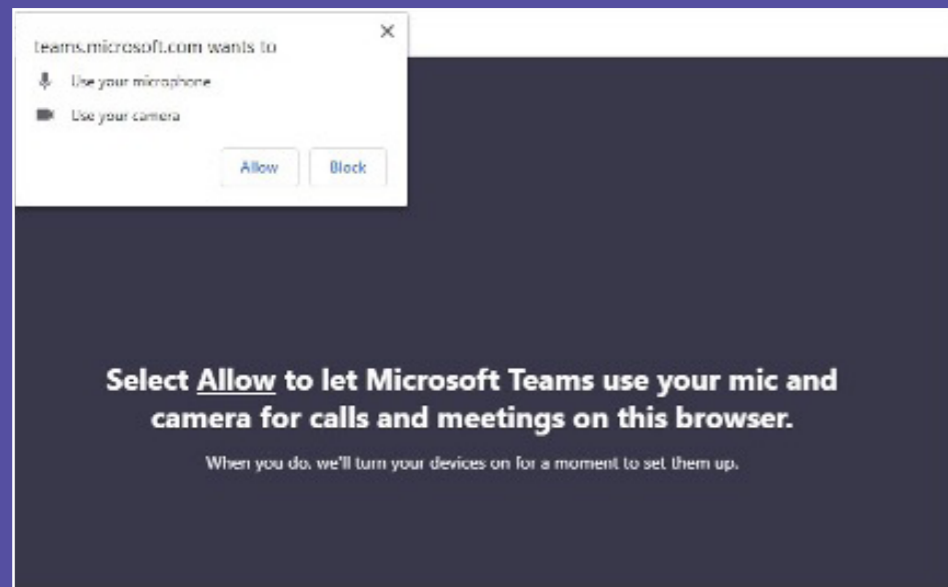 teams.microsoft.com wants to
Use your microphone
Use your camera
Allow
Block
Select Allow to let Microsoft Teams use your mic and
camera for calls and meetings on this browser.
When you do, we'll turn your devices on for a moment to set them up.